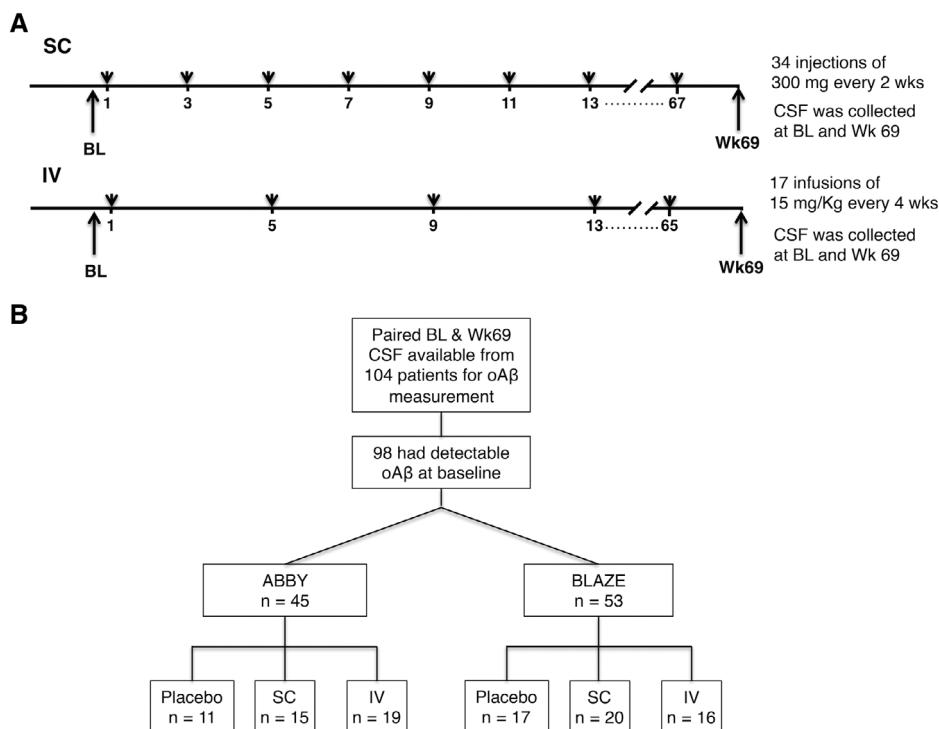 A
SC
1 3 5 7 9 11 13 67
BL
Wk69
34 injections of
300 mg every 2 wks
CSF was collected
at BL and Wk 69
IV
1 5 9 13 65
BL
Wk69
17 infusions of
15 mg/Kg every 4 wks
CSF was collected
at BL and Wk 69
B
Paired BL & Wk69
CSF available from
104 patients for oAβ
measurement
98 had detectable
oAβ at baseline
ABBY
n = 45
BLAZE
n = 53
Placebo
n = 11
SC
n = 15
IV
n = 19
Placebo
n = 17
SC
n = 20
IV
n = 16